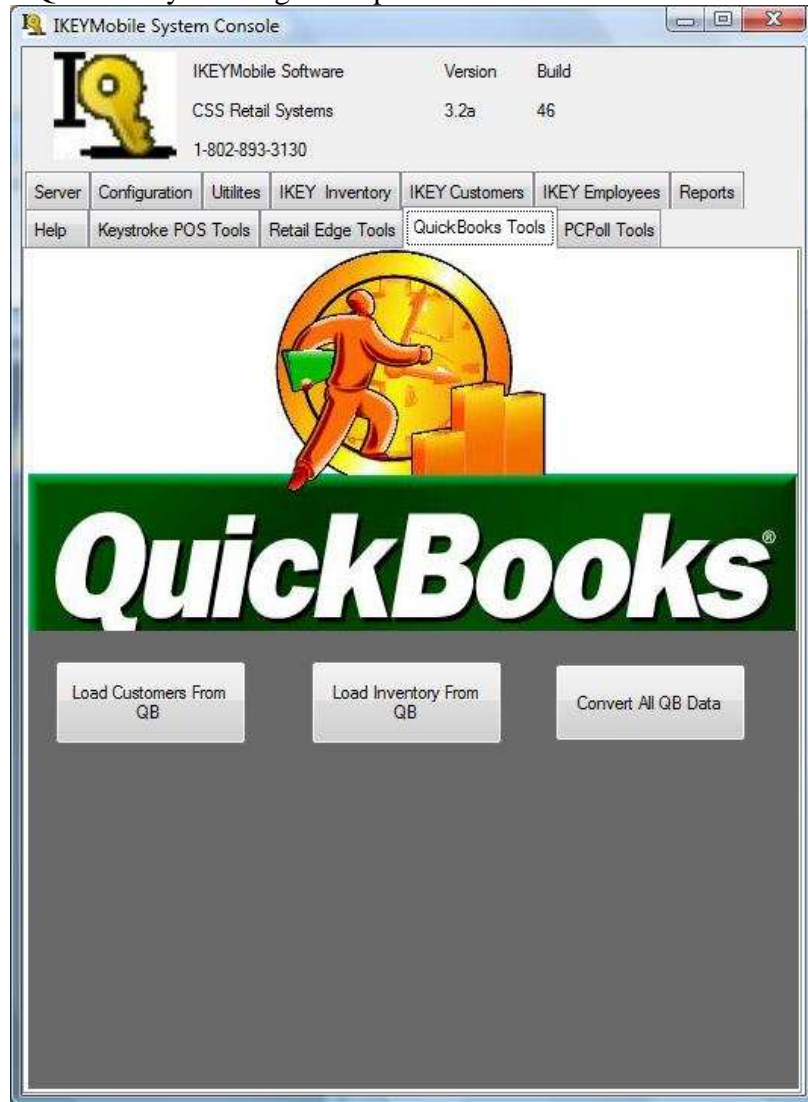 IKEYMobile System Console
IKEYMobile Software Version Build
CSS Retail Systems 3.2a 46
1-802-893-3130
Server Configuration Uitilites IKEY Inventory IKEY Customers IKEY Employees Reports
Help Keystroke POS Tools Retail Edge Tools QuickBooks Tools PCPoll Tools
QuickBooks®
Load Customers From QB
Load Inventory From QB
Convert All QB Data